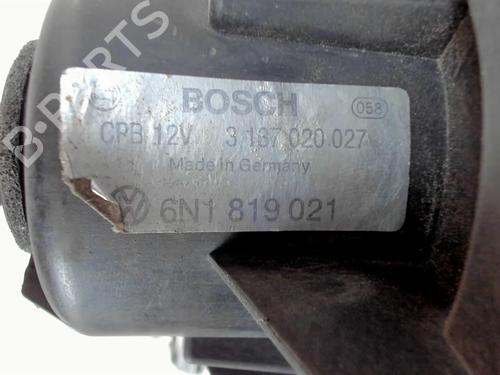 BOSCH 058
CPB 12V 3 137 020 027
Made in Germany
6N1 819 021
B-PARTS